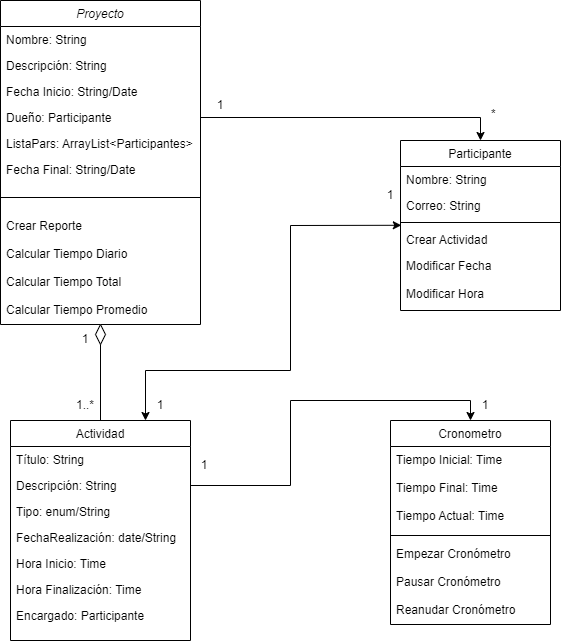 Proyecto
Nombre: String
Descripción: String
Fecha Inicio: String/Date
Dueño: Participante
ListaPars: ArrayList<Participantes>
Fecha Final: String/Date
Crear Reporte
Calcular Tiempo Diario
Calcular Tiempo Total
Calcular Tiempo Promedio
1
*
Participante
Nombre: String
Correo: String
Crear Actividad
Modificar Fecha
Modificar Hora
1
1
1
1..*
Actividad
Título: String
Descripción: String
Tipo: enum/String
FechaRealización: date/String
Hora Inicio: Time
Hora Finalización: Time
Encargado: Participante
1
1
Cronometro
Tiempo Inicial: Time
Tiempo Final: Time
Tiempo Actual: Time
Empezar Cronómetro
Pausar Cronómetro
Reanudar Cronómetro